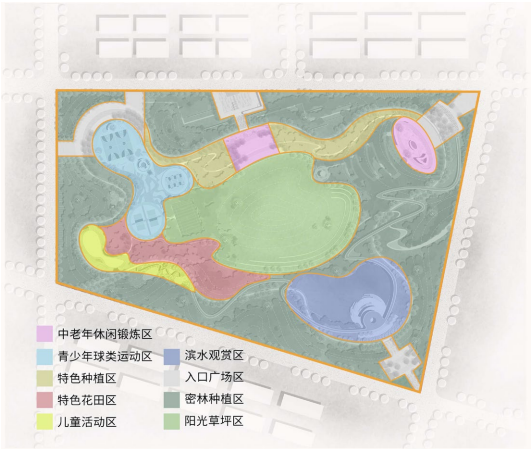 中老年休闲锻炼区
青少年球类运动区
特色种植区
特色花田区
儿童活动区
滨水观赏区
入口广场区
密林种植区
阳光草坪区